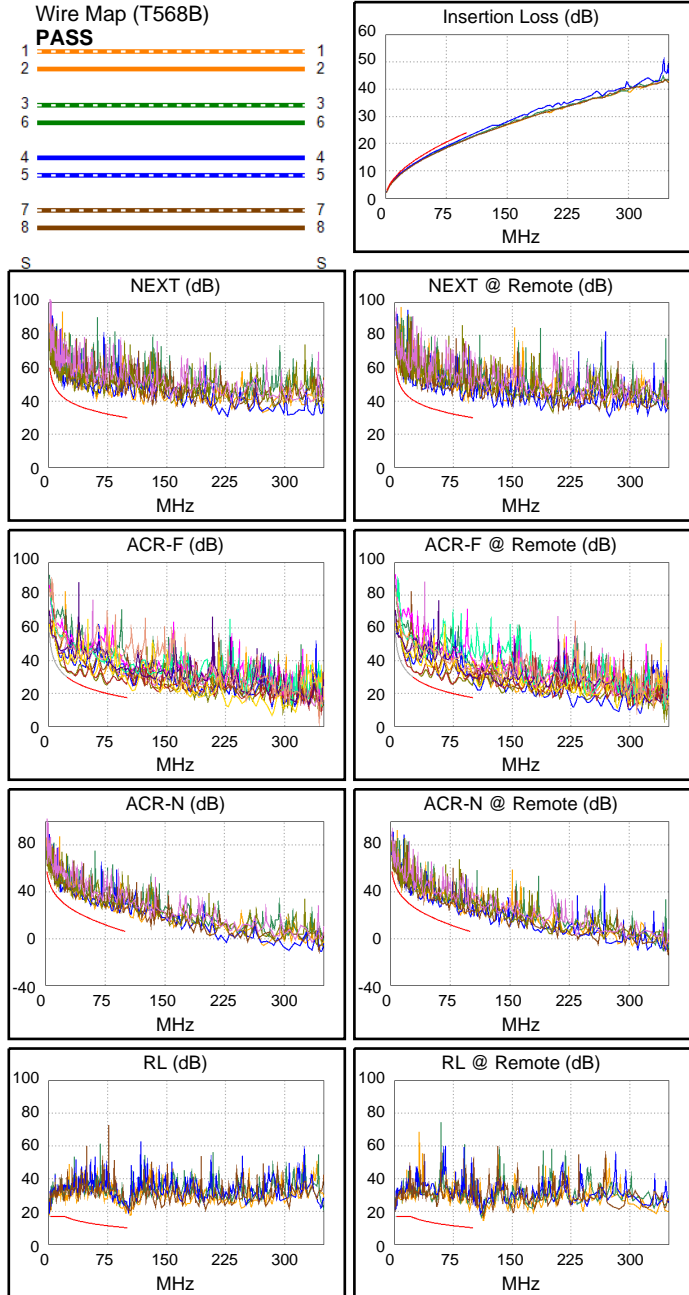 Wire Map (T568B)
PASS
1 1
2 2
3 3
6 6
4 4
5 5
7 7
8 8
S S
Insertion Loss (dB)
60
50
40
30
20
10
0
0 75 150 225 300
MHz
NEXT (dB)
100
80
60
40
20
0
0 75 150 225 300
MHz
NEXT @ Remote (dB)
100
80
60
40
20
0
0 75 150 225 300
MHz
ACR-F (dB)
100
80
60
40
20
0
0 75 150 225 300
MHz
ACR-F @ Remote (dB)
100
80
60
40
20
0
0 75 150 225 300
MHz
ACR-N (dB)
80
40
0
-40
0 75 150 225 300
MHz
ACR-N @ Remote (dB)
80
40
0
-40
0 75 150 225 300
MHz
RL (dB)
100
80
60
40
20
0
0 75 150 225 300
MHz
RL @ Remote (dB)
100
80
60
40
20
0
0 75 150 225 300
MHz